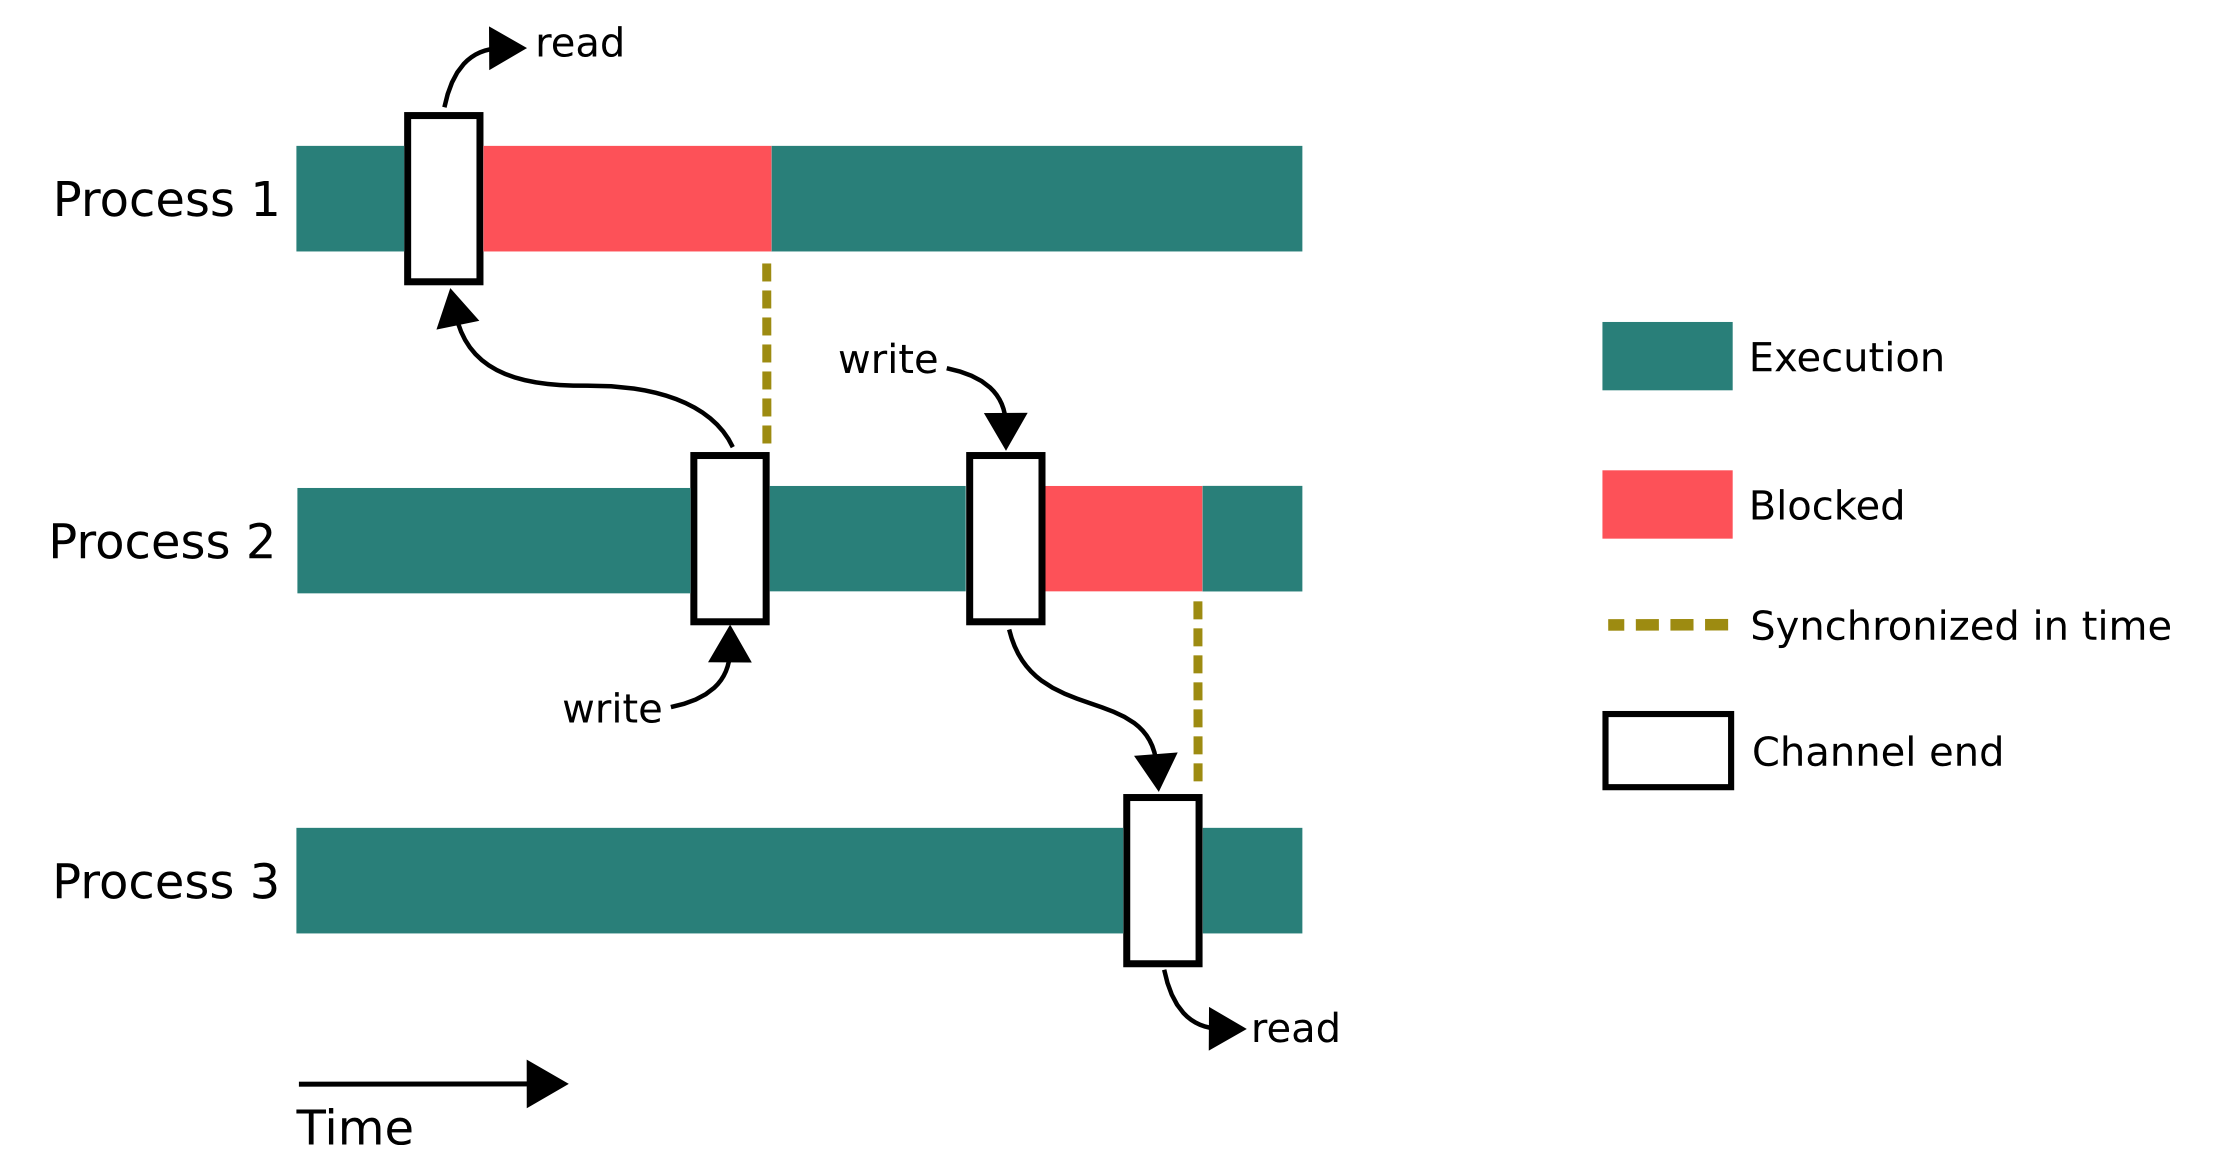 read
Process 1
write
Process 2
write
Process 3
read
Time
Execution
Blocked
Synchronized in time
Channel end